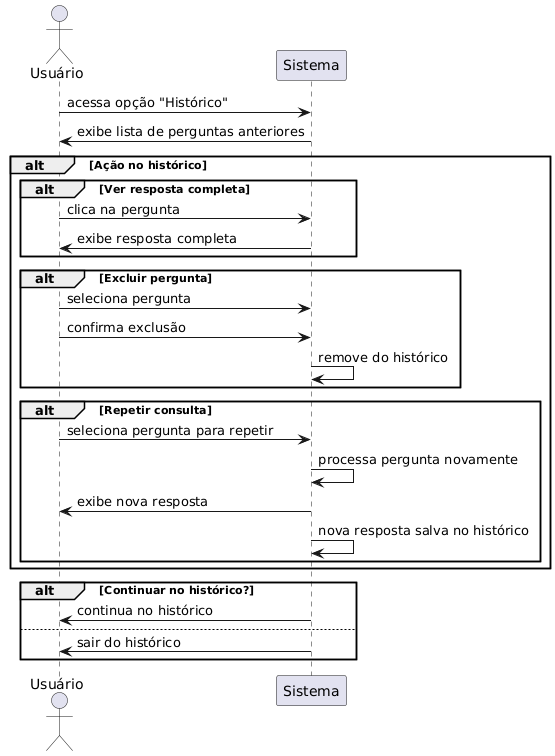 Usuário
Sistema
acessa opção "Histórico"
exibe lista de perguntas anteriores
alt [Ação no histórico]
alt [Ver resposta completa]
clica na pergunta
exibe resposta completa
alt [Excluir pergunta]
seleciona pergunta
confirma exclusão
remove do histórico
alt [Repetir consulta]
seleciona pergunta para repetir
processa pergunta novamente
exibe nova resposta
nova resposta salva no histórico
alt [Continuar no histórico?]
continua no histórico
sair do histórico
Usuário
Sistema